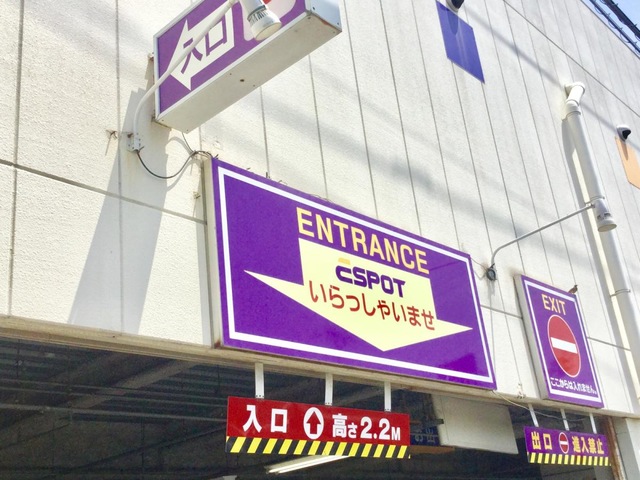 入口
ENTRANCE
ESPOT
いらっしゃいませ
EXIT
ここからは入れません。
入口 高さ2.2M
出口 進入禁止